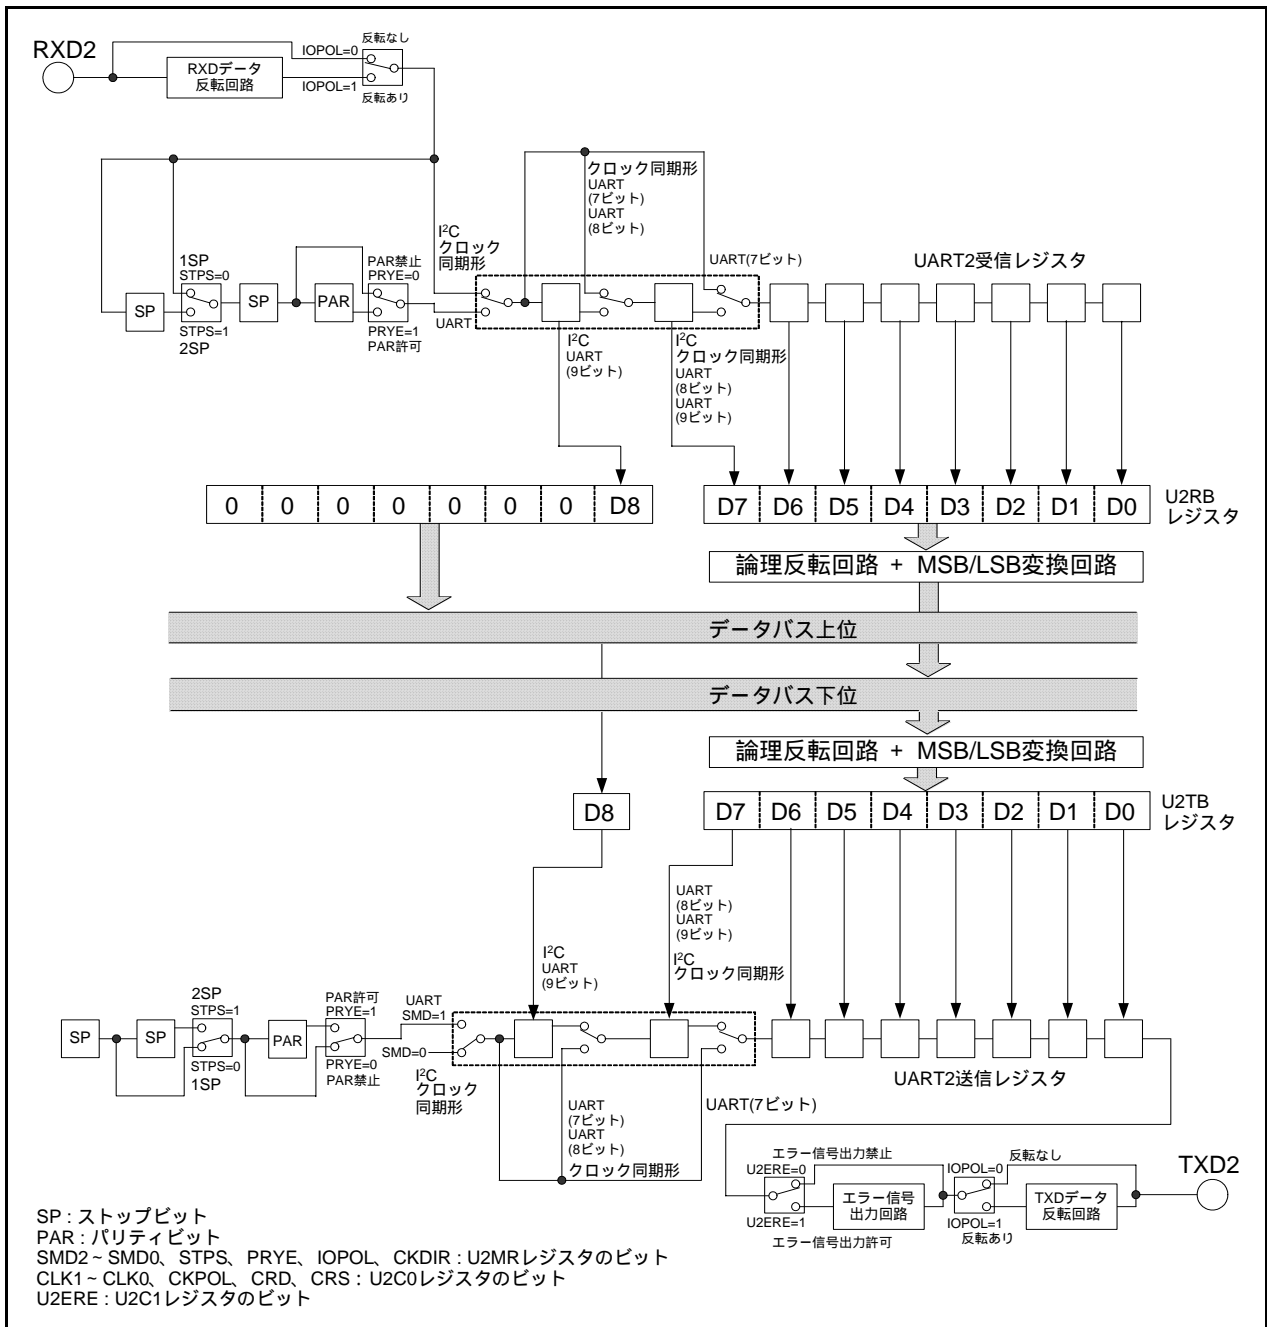 RXD2
IOPOL=0
反転なし
RXDデータ
反転回路
IOPOL=1
反転あり
クロック同期形
UART
(7ビット)
UART
(8ビット)
I²C
クロック
同期形
1SP
STPS=0
SP
STPS=1
2SP
SP
PAR
PAR禁止
PRYE=0
PRYE=1
PAR許可
UART
UART(7ビット)
UART2受信レジスタ
I²C
UART
(9ビット)
I²C
クロック同期形
UART
(8ビット)
UART
(9ビット)
0 0 0 0 0 0 0 D8
D7 D6 D5 D4 D3 D2 D1 D0
U2RB
レジスタ
論理反転回路 + MSB/LSB変換回路
データバス上位
データバス下位
論理反転回路 + MSB/LSB変換回路
D8
D7 D6 D5 D4 D3 D2 D1 D0
U2TB
レジスタ
UART
(8ビット)
UART
(9ビット)
I²C
クロック同期形
I²C
UART
(9ビット)
SP
SP
2SP
STPS=1
STPS=0
1SP
PAR
PAR許可
PRYE=1
PRYE=0
PAR禁止
UART
SMD=1
SMD=0
I²C
クロック
同期形
UART
(7ビット)
UART
(8ビット)
クロック同期形
UART(7ビット)
UART2送信レジスタ
エラー信号出力禁止
U2ERE=0
U2ERE=1
エラー信号出力許可
エラー信号
出力回路
IOPOL=0
反転なし
IOPOL=1
反転あり
TXDデータ
反転回路
TXD2
SP : ストップビット
PAR : パリティビット
SMD2 ~ SMD0、STPS、PRYE、IOPOL、CKDIR : U2MRレジスタのビット
CLK1 ~ CLK0、CKPOL、CRD、CRS : U2C0レジスタのビット
U2ERE : U2C1レジスタのビット